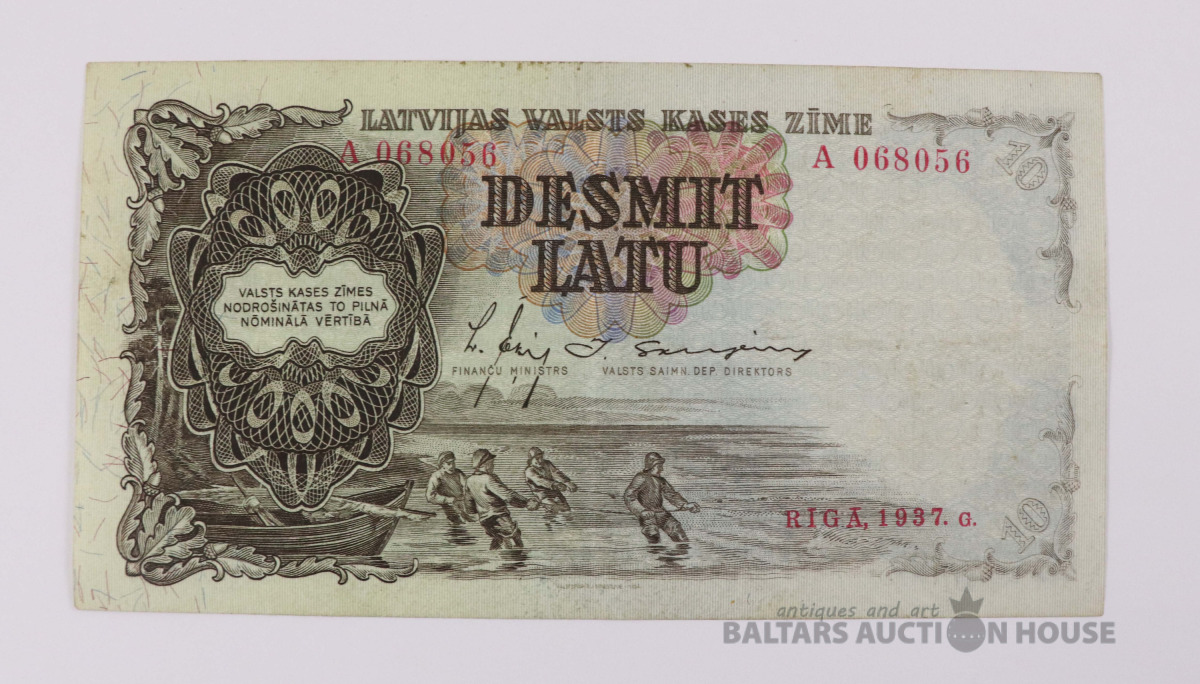 LATVIJAS VALSTS KASES ZĪME
A 068056
A 068056
DESMIT
LATU
VALSTS KASES ZĪMES
NODROŠINĀTAS TO PILNĀ
NŌMINĀLĀ VĒRTĪBĀ
FINANČU MINISTRS
VALSTS SAIMN. DEP. DIREKTORS
RĪGĀ, 1937. G.
10
10
antiques and art
BALTARS AUCTION HOUSE